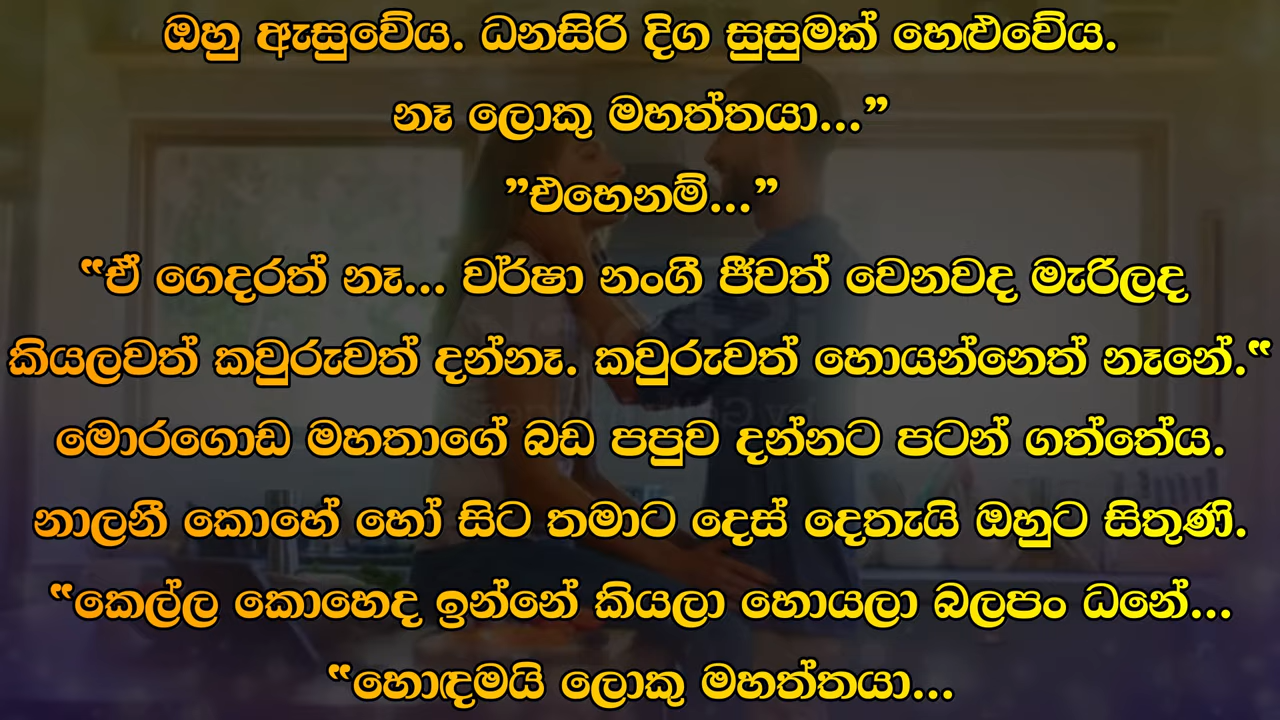 ඔහු ඇසුවේය. ධනසිරි දිග සුසුමක් හෙළුවේය.
නෑ ලොකු මහත්තයා...”
”එහෙනම්...”
“ඒ ගෙදරත් නෑ... වර්ෂා නංගී ජීවත් වෙනවද මැරිලද
කියලවත් කවුරුවත් දන්නෑ. කවුරුවත් හොයන්නෙත් නෑනේ.“
මොරගොඩ මහතාගේ බඩ පපුව දන්නට පටන් ගත්තේය.
නාලනී කොහේ හෝ සිට තමාට දෙස් දෙතැයි ඔහුට සිතුණි.
“කෙල්ල කොහෙද ඉන්නේ කියලා හොයලා බලපං ධනේ...
“හොඳමයි ලොකු මහත්තයා...